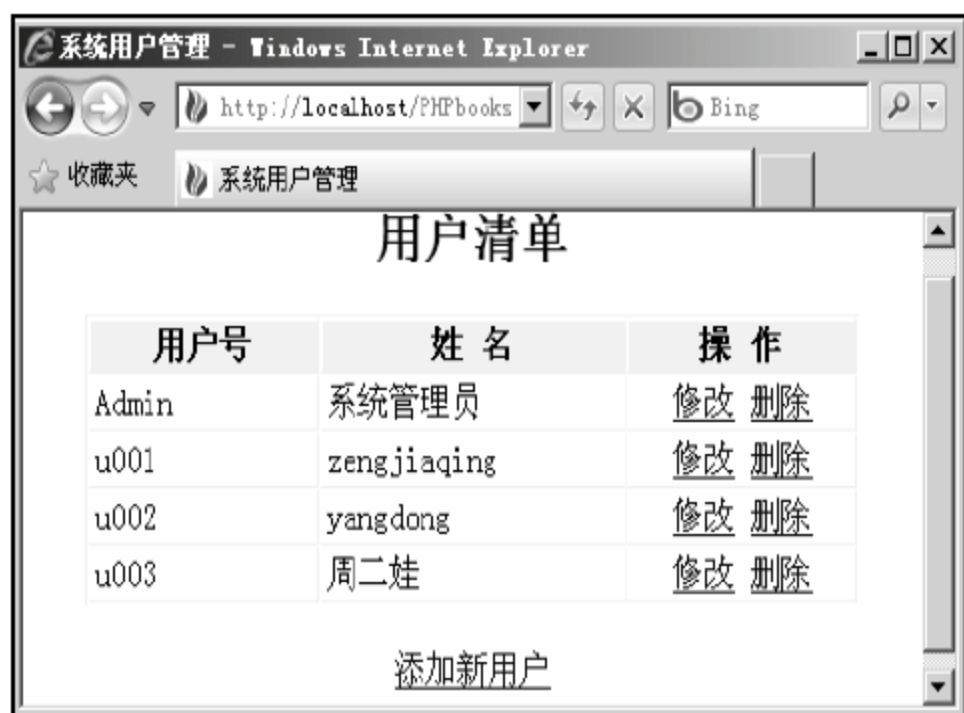 系统用户管理 - Windows Internet Explorer
http://localhost/PHPbooks
Bing
收藏夹
系统用户管理
用户清单
用户号 姓 名 操 作
Admin 系统管理员 修改 删除
u001 zengjiaqing 修改 删除
u002 yangdong 修改 删除
u003 周二娃 修改 删除
添加新用户